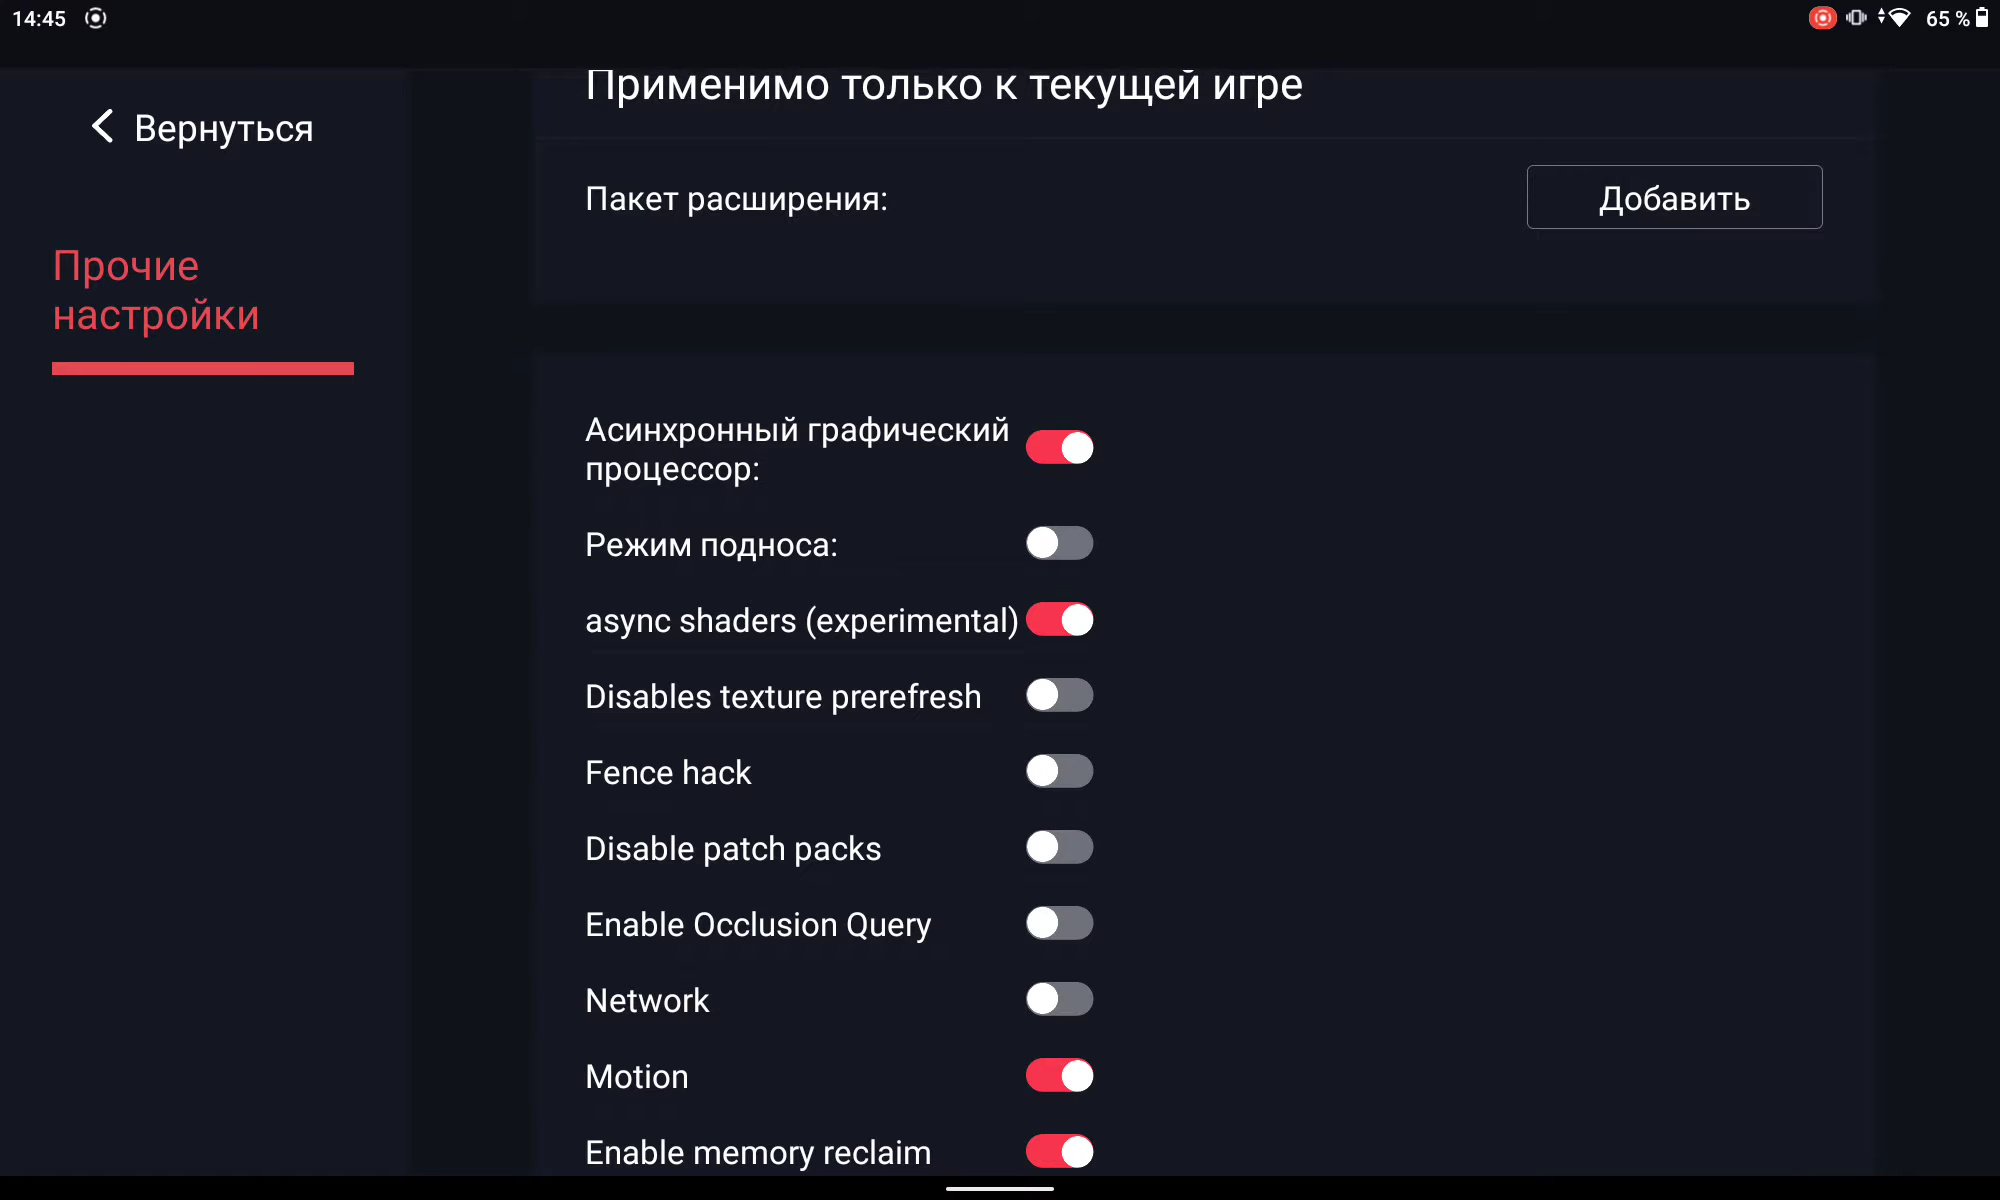 14:45
65 %
Применимо только к текущей игре
Вернуться
Пакет расширения:
Добавить
Прочие
настройки
Асинхронный графический
процессор:
Режим подноса:
async shaders (experimental)
Disables texture prerefresh
Fence hack
Disable patch packs
Enable Occlusion Query
Network
Motion
Enable memory reclaim